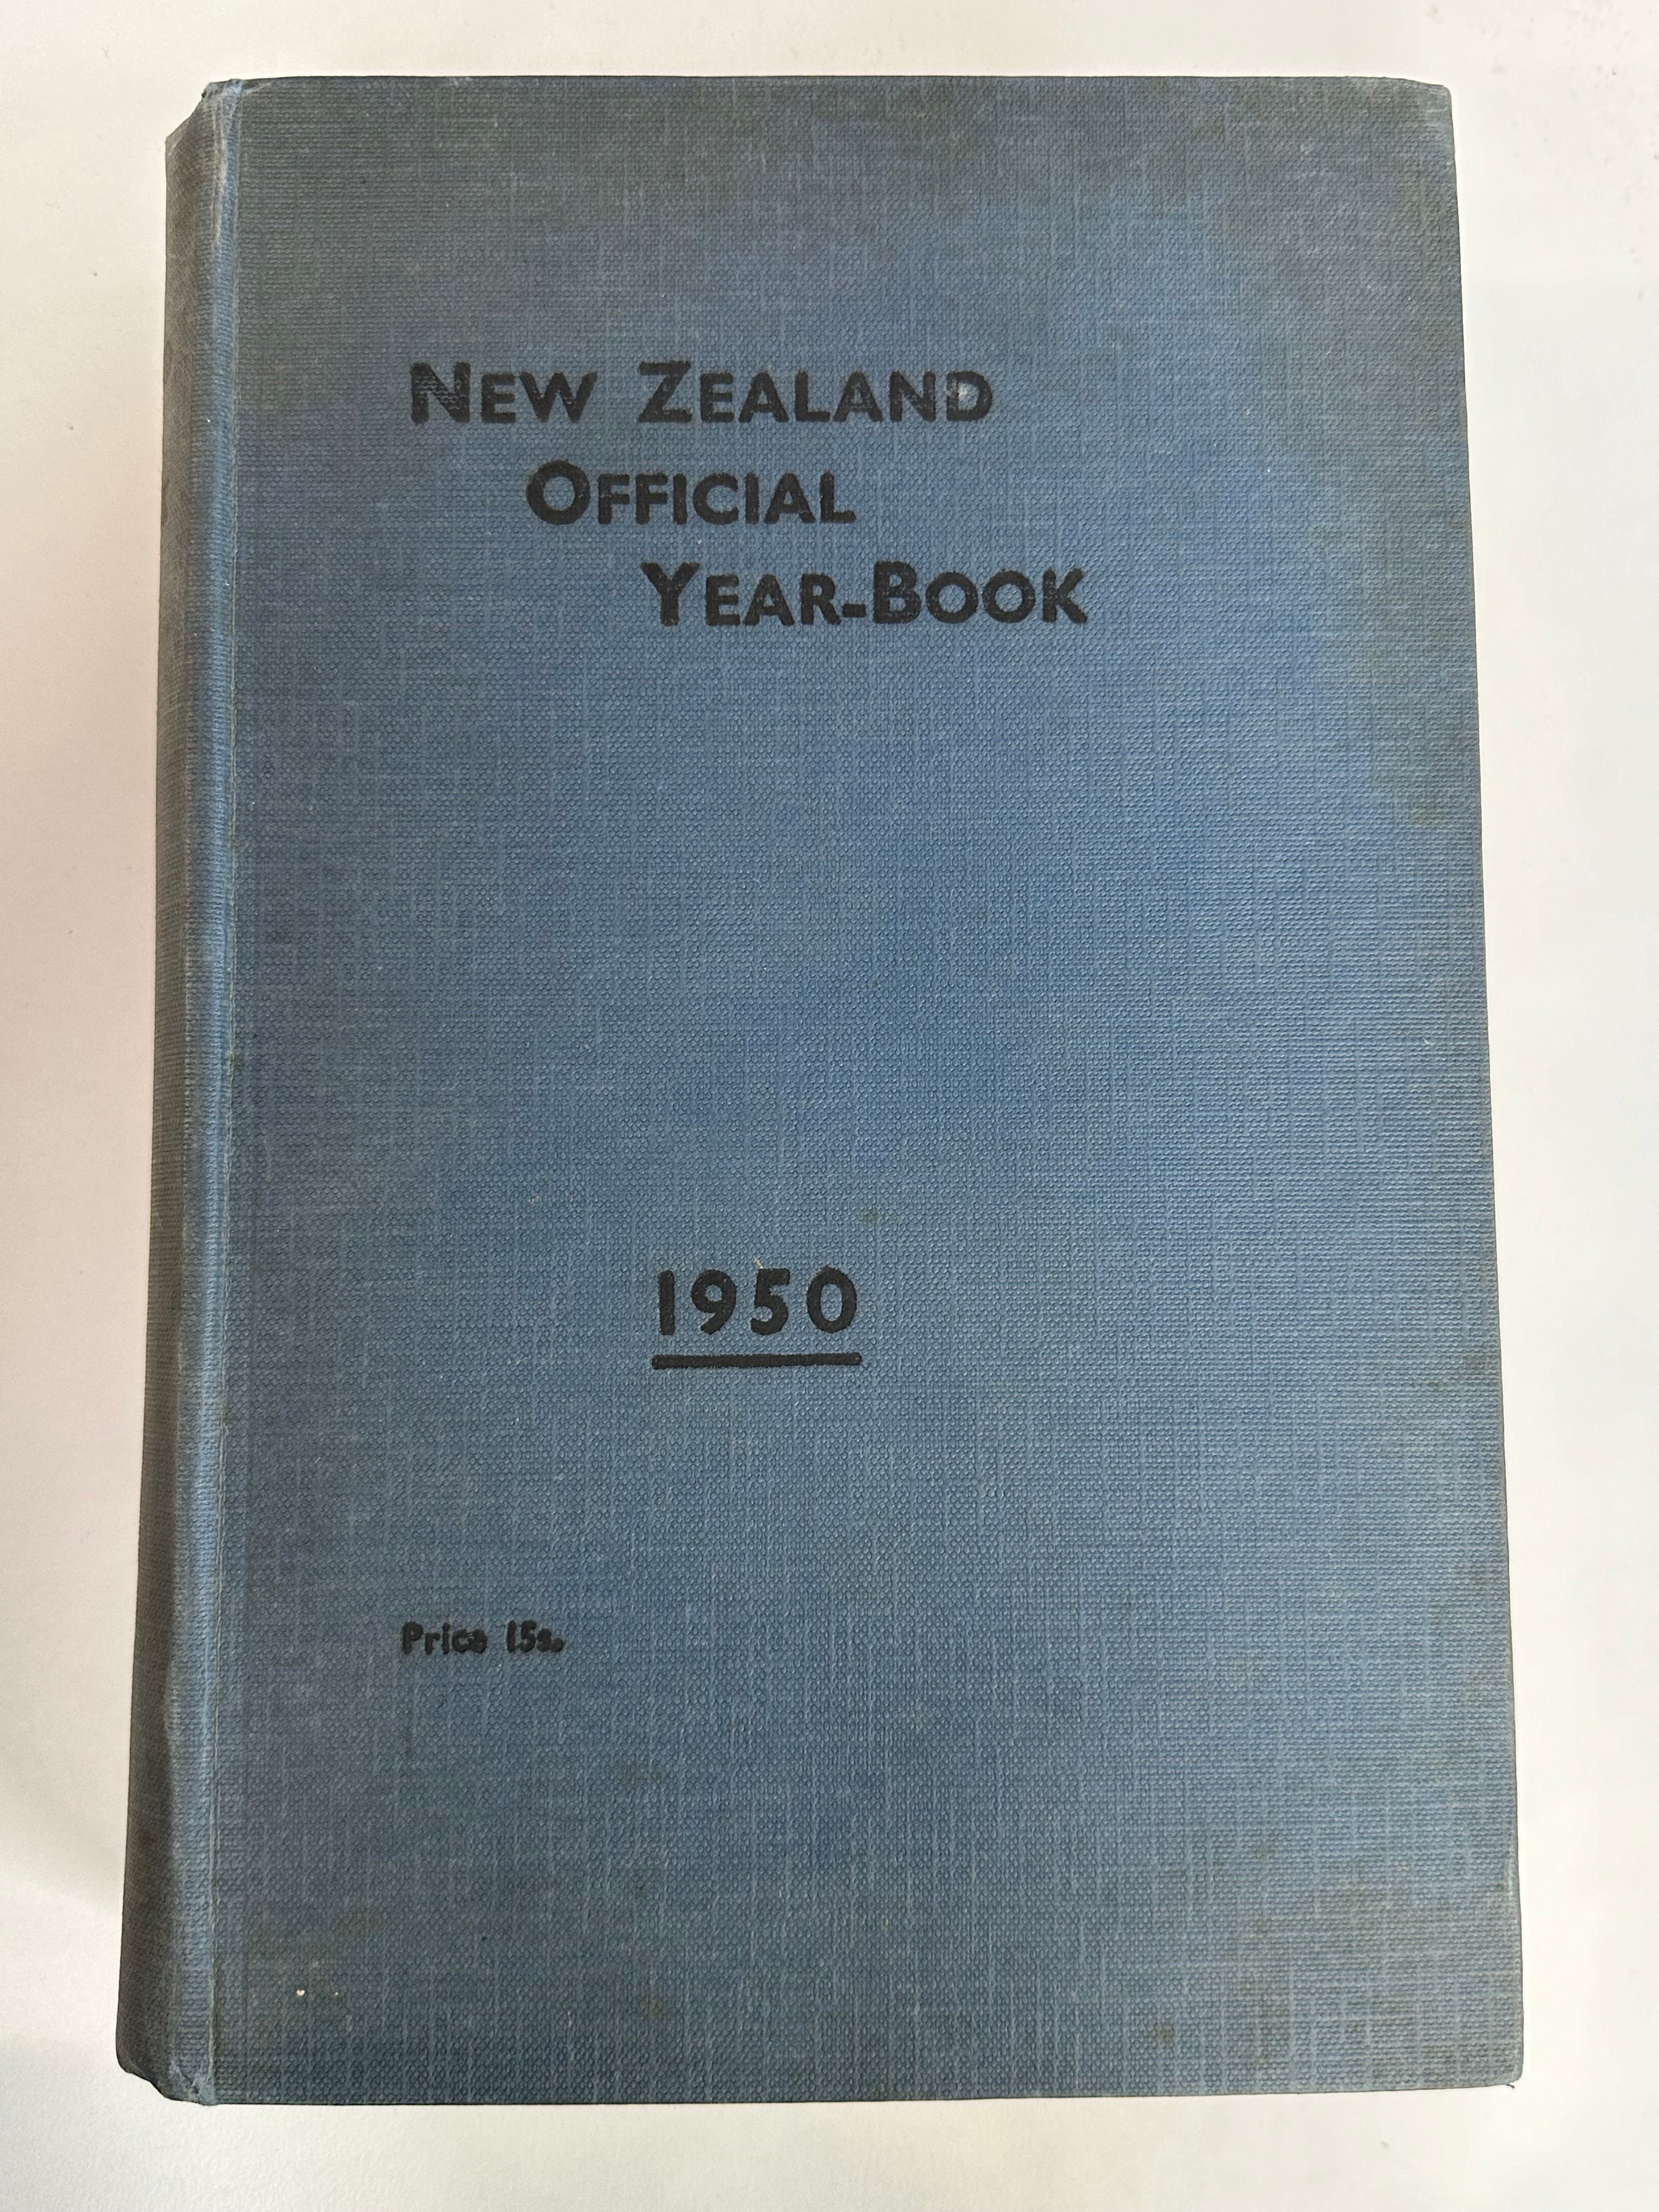 NEW ZEALAND
OFFICIAL
YEAR-BOOK
1950
Price 15s.